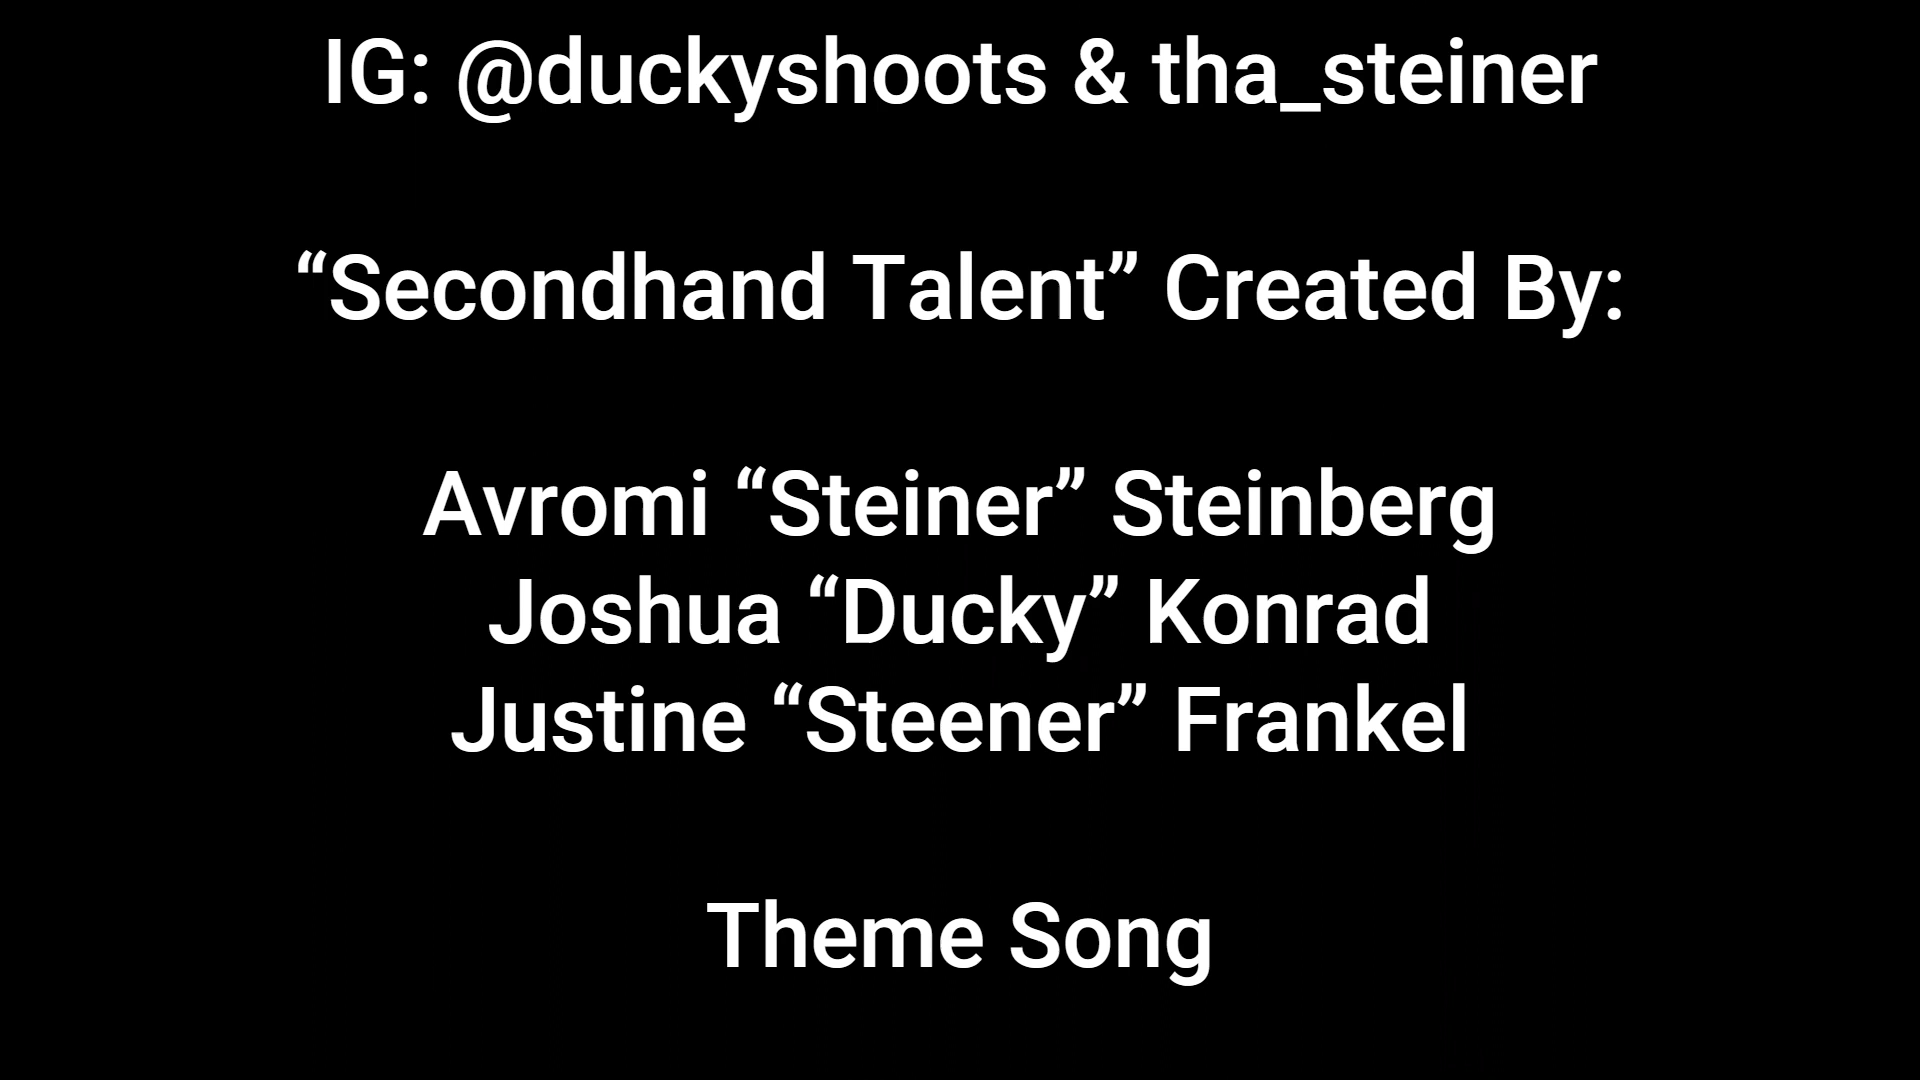 IG: @duckyshoots & tha_steiner
“Secondhand Talent” Created By:
Avromi “Steiner” Steinberg
Joshua “Ducky” Konrad
Justine “Steener” Frankel
Theme Song